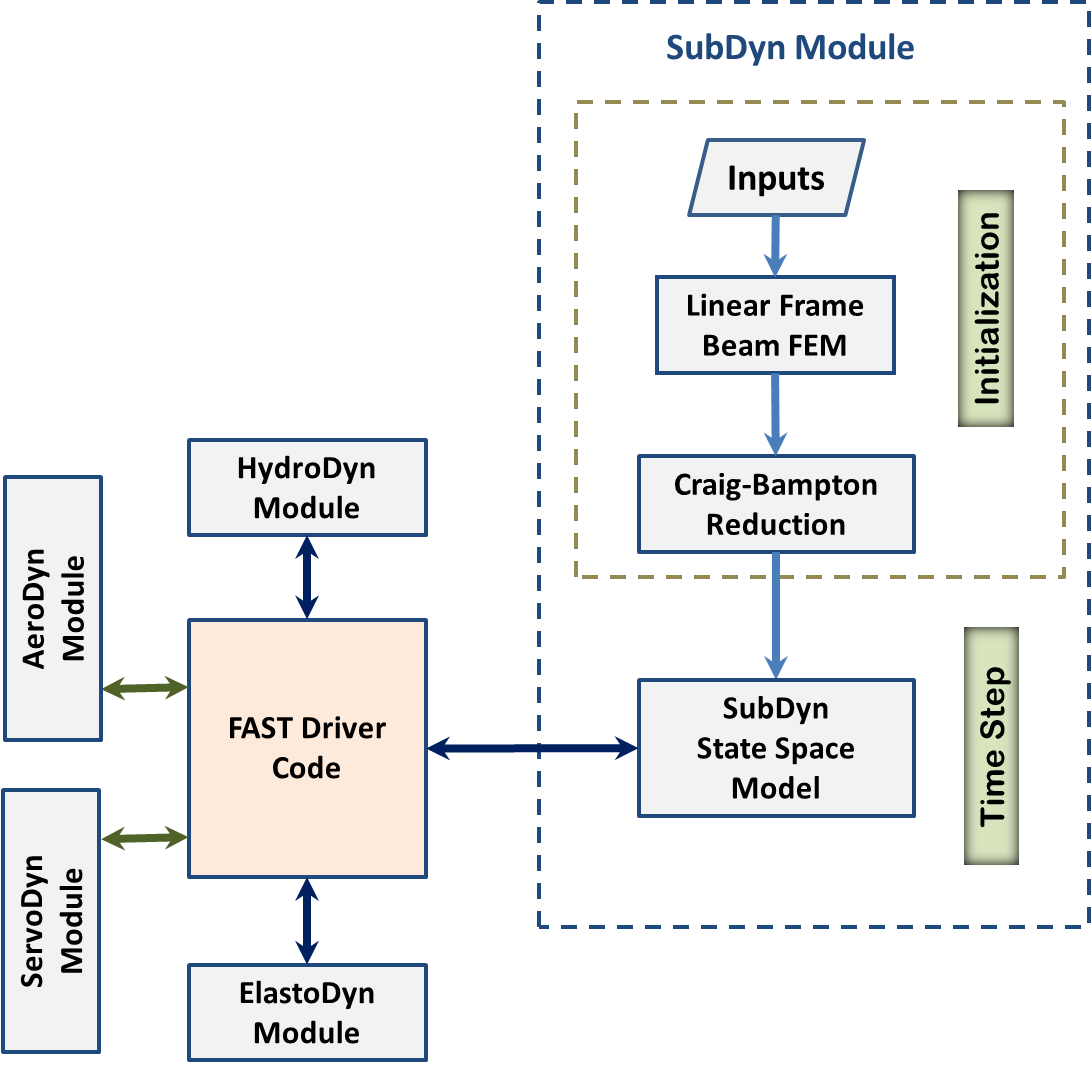 SubDyn Module
Inputs
Linear Frame
Beam FEM
Initialization
Craig-Bampton
Reduction
HydroDyn
Module
AeroDyn
Module
FAST Driver
Code
SubDyn
State Space
Model
Time Step
ServoDyn
Module
ElastoDyn
Module